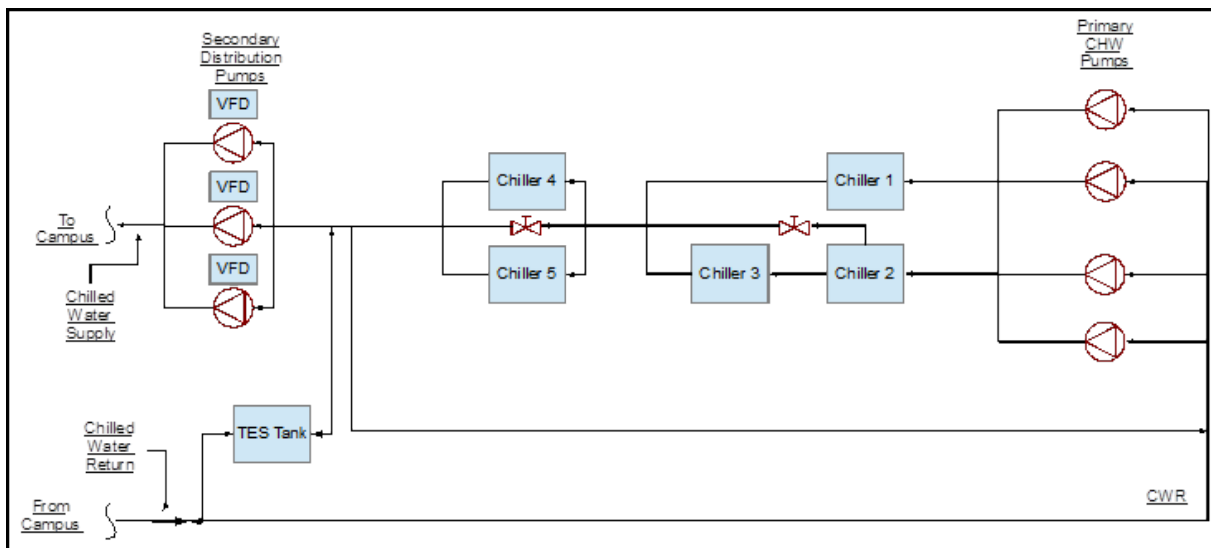 Secondary
Distribution
Pumps
Primary
CHW
Pumps
VFD
Chiller 4
Chiller 1
VFD
To
Campus
VFD
Chiller 5
Chiller 3
Chiller 2
Chilled
Water
Supply
Chilled
Water
Return
TES Tank
From
Campus
CWR